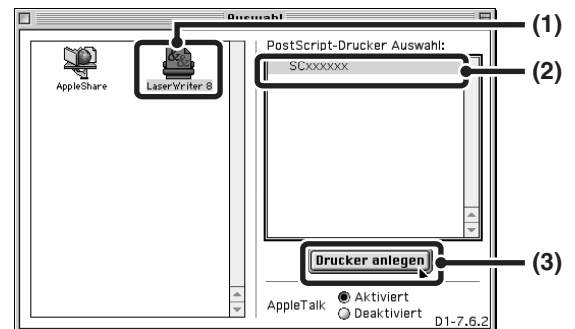 Auswahl
(1)
PostScript-Drucker Auswahl:
SCxxxxxx
(2)
AppleShare
LaserWriter 8
Drucker anlegen
(3)
AppleTalk
Aktiviert
Deaktiviert
D1-7.6.2